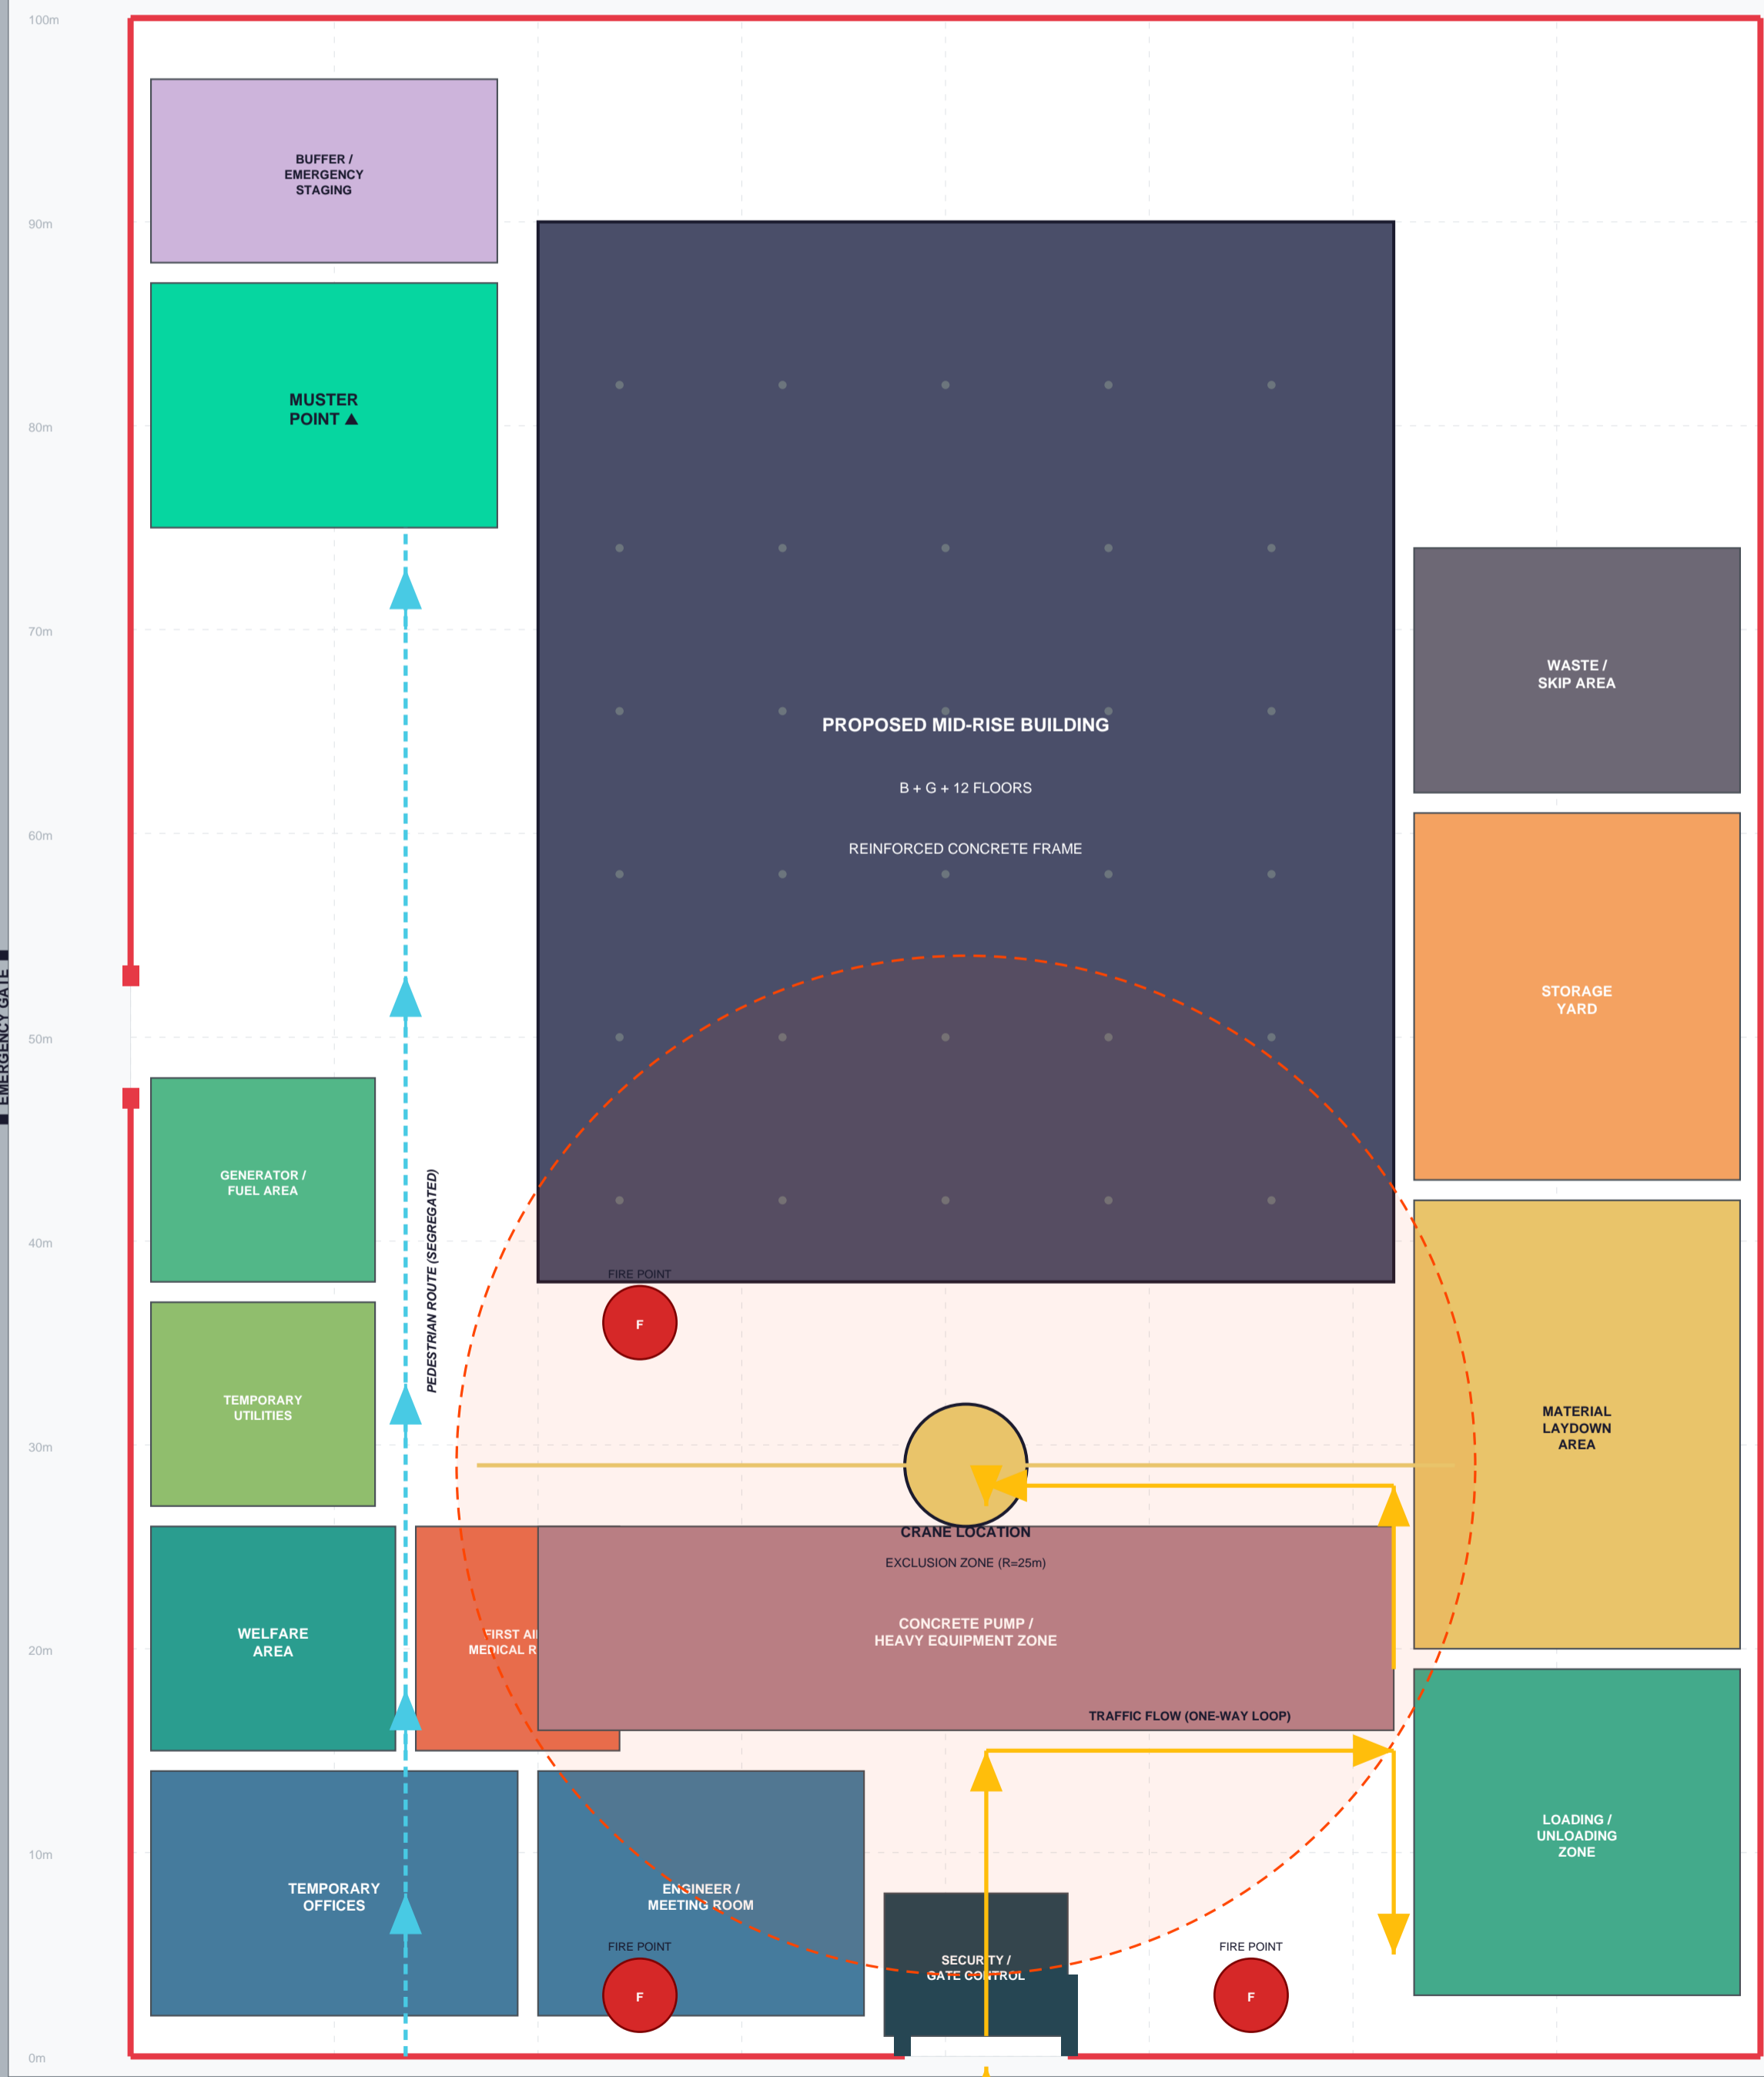 100m
BUFFER /
EMERGENCY
STAGING
90m
MUSTER
POINT ▲
80m
70m
WASTE /
SKIP AREA
PROPOSED MID-RISE BUILDING
B + G + 12 FLOORS
REINFORCED CONCRETE FRAME
60m
STORAGE
YARD
EMERGENCY GATE
50m
GENERATOR /
FUEL AREA
PEDESTRIAN ROUTE (SEGREGATED)
40m
FIRE POINT
F
TEMPORARY
UTILITIES
MATERIAL
LAYDOWN
AREA
30m
CRANE LOCATION
EXCLUSION ZONE (R=25m)
WELFARE
AREA
FIRST AI
MEDICAL R
CONCRETE PUMP /
HEAVY EQUIPMENT ZONE
20m
TRAFFIC FLOW (ONE-WAY LOOP)
LOADING /
UNLOADING
ZONE
10m
TEMPORARY
OFFICES
ENGINEER /
MEETING ROOM
FIRE POINT
F
SECURITY /
GATE CONTROL
FIRE POINT
F
0m